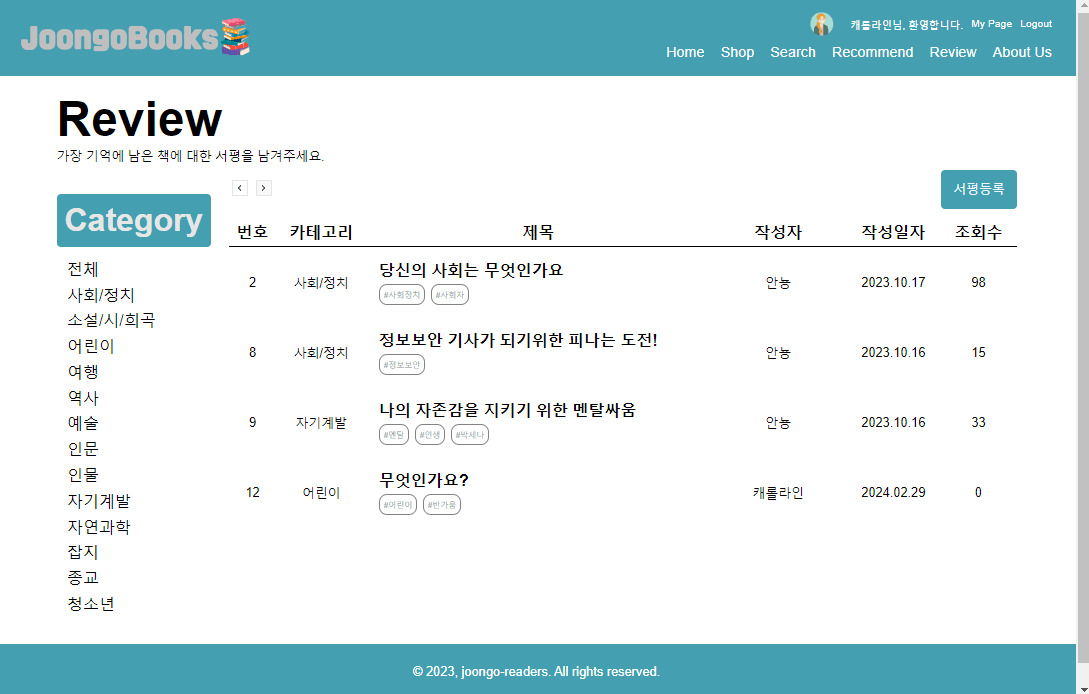 JoongoBooks
캐롤라인님, 환영합니다. My Page Logout
Home Shop Search Recommend Review About Us
Review
가장 기억에 남은 책에 대한 서평을 남겨주세요.
서평등록
Category
전체
사회/정치
소설/시/희곡
어린이
여행
역사
예술
인문
인물
자기계발
자연과학
잡지
종교
청소년
번호 카테고리 제목 작성자 작성일자 조회수
2 사회/정치 당신의 사회는 무엇인가요 안능 2023.10.17 98
#사회정치 #사회자
8 사회/정치 정보보안 기사가 되기위한 피나는 도전! 안능 2023.10.16 15
#정보보안
9 자기계발 나의 자존감을 지키기 위한 멘탈싸움 안능 2023.10.16 33
#멘탈 #인생 #박세나
12 어린이 무엇인가요? 캐롤라인 2024.02.29 0
#어린이 #반가움
© 2023, joongo-readers. All rights reserved.